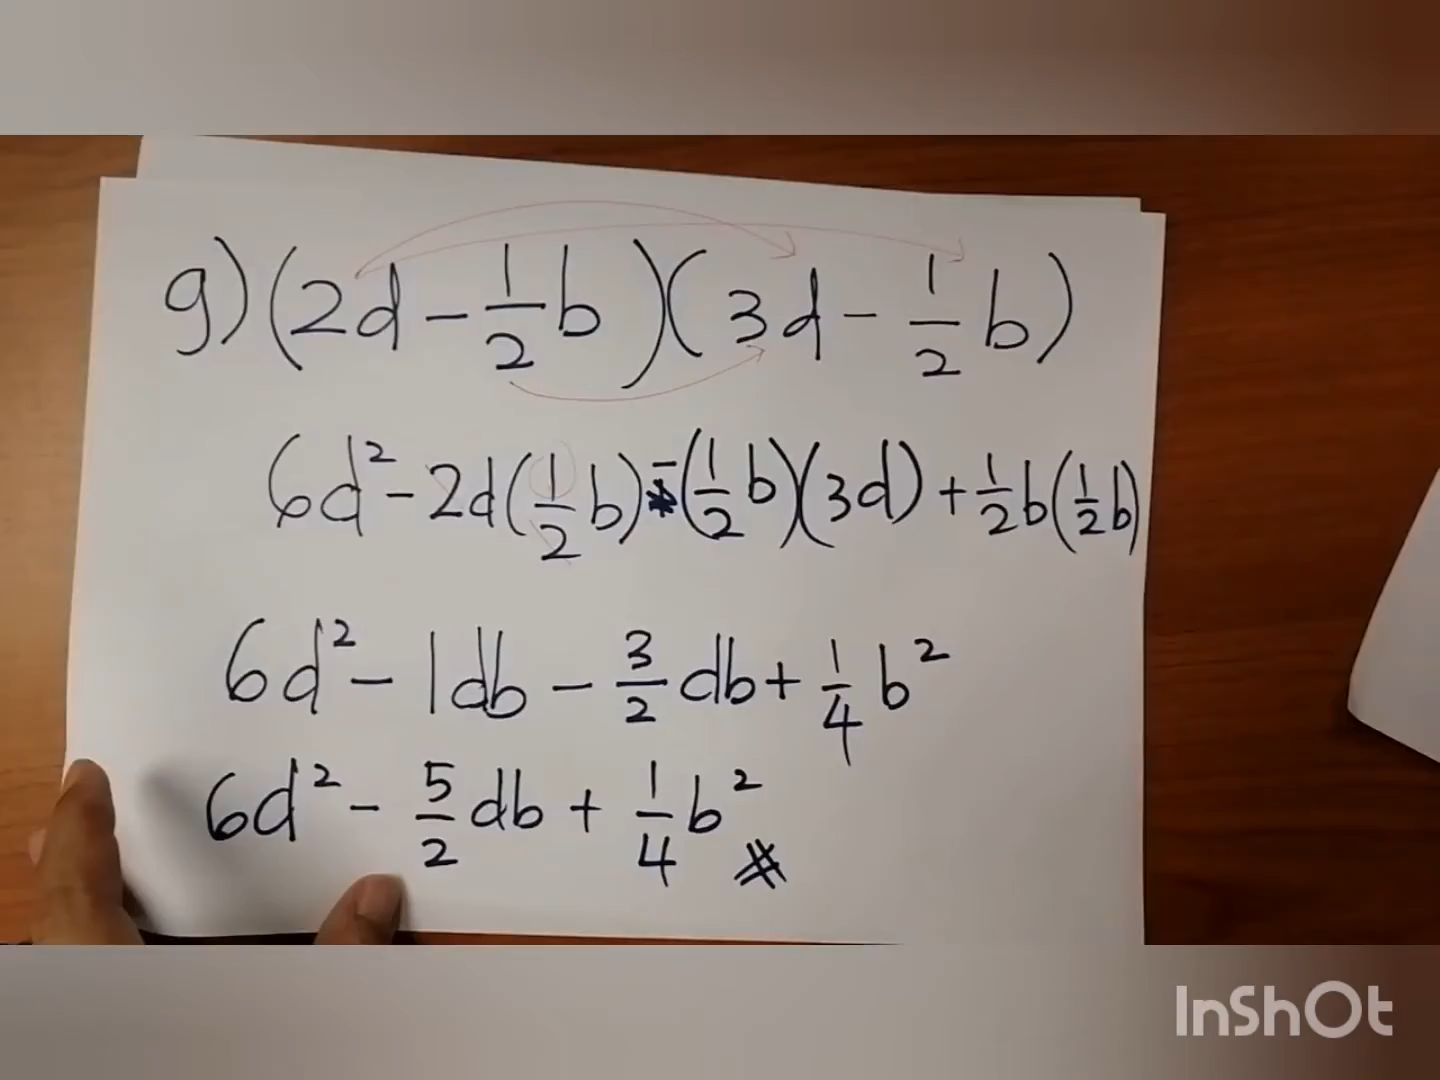 g) (2d - 1/2 b)(3d - 1/2 b)
6d² - 2d(1/2 b) - (1/2 b)(3d) + 1/2 b(1/2 b)
6d² - 1db - 3/2 db + 1/4 b²
6d² - 5/2 db + 1/4 b² #
InShOt